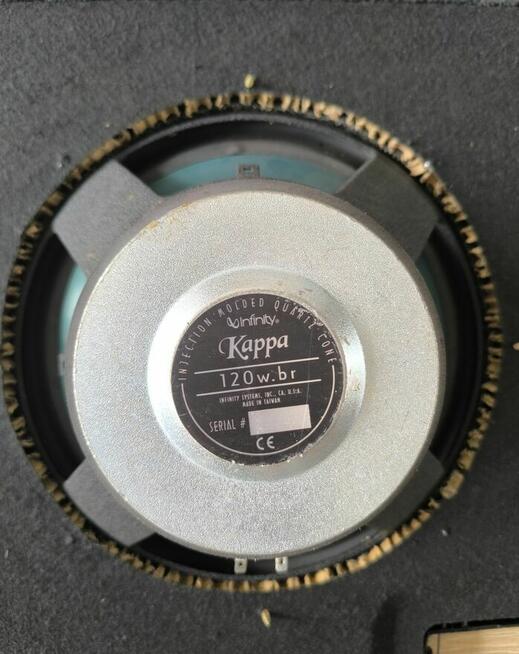 INJECTION·MOLDED QUARTZ CONE
Infinity®
Kappa
120w.br
INFINITY SYSTEMS, INC., CA, U.S.A.
MADE IN TAIWAN
SERIAL #
CE